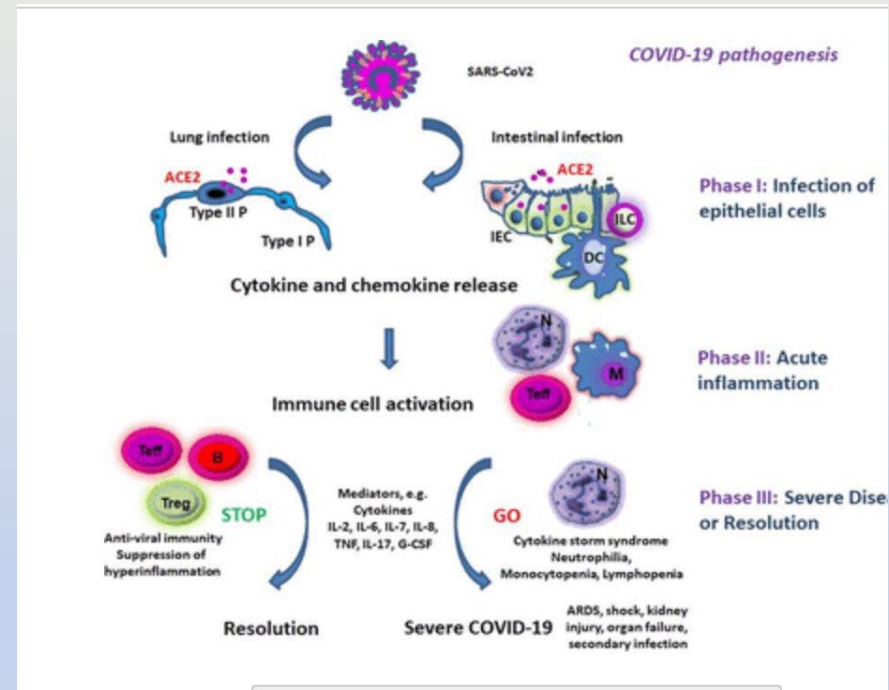 COVID-19 pathogenesis
SARS-CoV2
Lung infection
Intestinal infection
ACE2
ACE2
Type II P
Type I P
IEC
ILC
DC
Phase I: Infection of
epithelial cells
Cytokine and chemokine release
N
M
Teff
Phase II: Acute
inflammation
Immune cell activation
Teff
B
Treg
STOP
Anti-viral immunity
Suppression of
hyperinflammation
Mediators, e.g.
Cytokines
IL-2, IL-6, IL-7, IL-8,
TNF, IL-17, G-CSF
GO
N
Cytokine storm syndrome
Neutrophilia,
Monocytopenia, Lymphopenia
Phase III: Severe Dise
or Resolution
Resolution
Severe COVID-19
ARDS, shock, kidney
injury, organ failure,
secondary infection